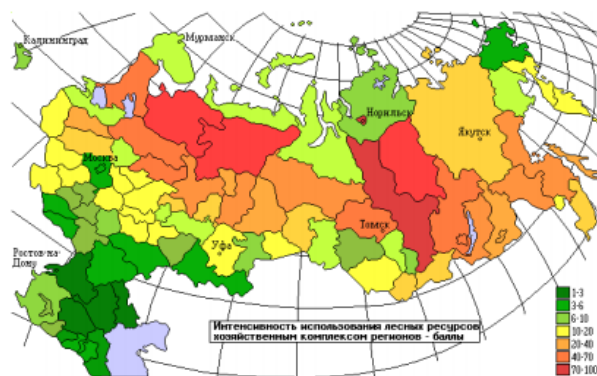 Калининград
Мурманск
Норильск
Якутск
Москва
Томск
Уфа
Ростов-на-
Дону
Интенсивность использования лесных ресурсов
хозяйственным комплексом регионов - баллы
1-3
3-6
6-10
10-20
20-40
40-70
70-100